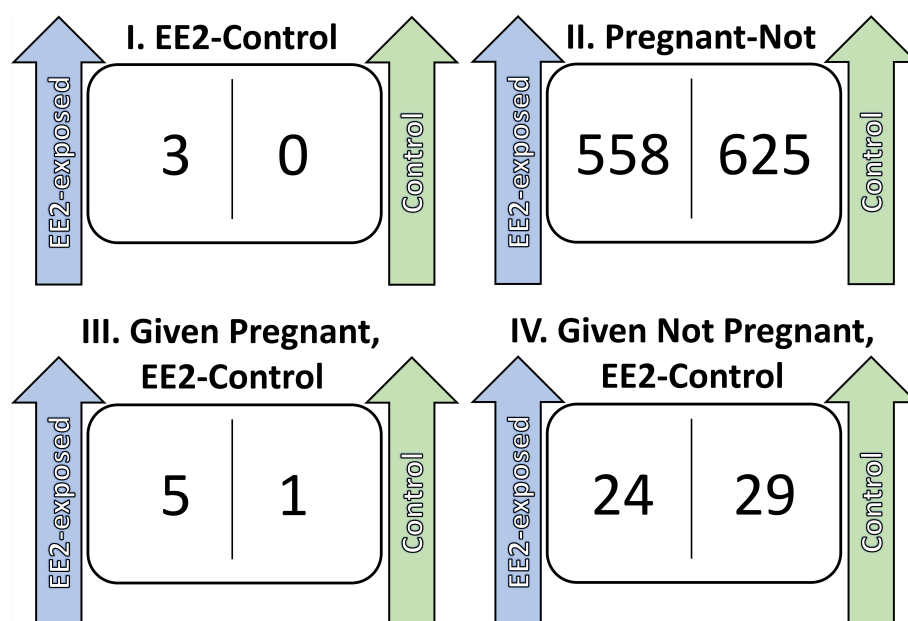 I. EE2-Control
EE2-exposed
3
0
Control
II. Pregnant-Not
EE2-exposed
558
625
Control
III. Given Pregnant,
EE2-Control
EE2-exposed
5
1
Control
IV. Given Not Pregnant,
EE2-Control
EE2-exposed
24
29
Control